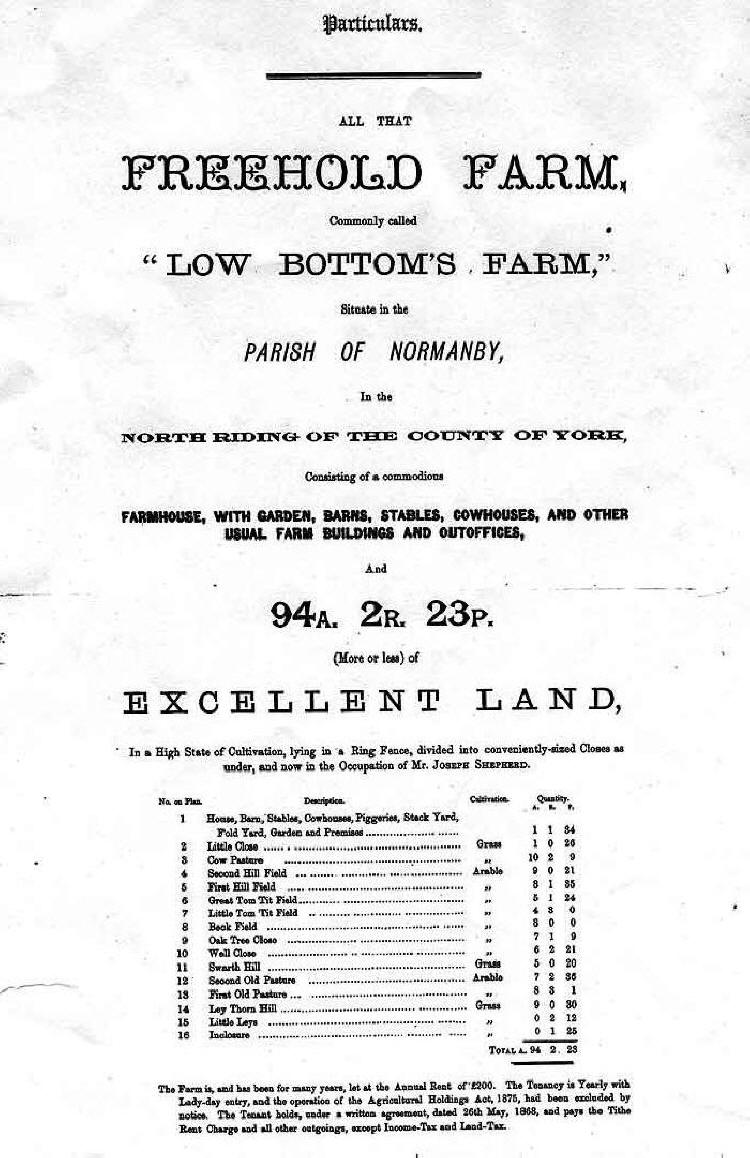 Particulars.
ALL THAT
FREEHOLD FARM,
Commonly called
"LOW BOTTOM'S FARM,"
Situate in the
PARISH OF NORMANBY,
In the
NORTH RIDING OF THE COUNTY OF YORK,
Consisting of a commodious
FARMHOUSE, WITH GARDEN, BARNS, STABLES, COWHOUSES, AND OTHER
USUAL FARM BUILDINGS AND OUTOFFICES,
And
94A. 2R. 23P.
(More or less) of
EXCELLENT LAND,
In a High State of Cultivation, lying in a Ring Fence, divided into conveniently-sized Closes as
under, and now in the Occupation of Mr. JOSEPH SHEPHERD.
No. on Plan. Description. Cultivation. Quantity.
A. R. P.
1 House, Barn, Stables, Cowhouses, Piggeries, Stack Yard,
Fold Yard, Garden and Premises 1 1 34
2 Little Close Grass 1 0 26
3 Cow Pasture „ 10 2 9
4 Second Hill Field Arable 9 0 21
5 First Hill Field „ 8 1 35
6 Great Tom Tit Field „ 5 1 24
7 Little Tom Tit Field „ 4 3 0
8 Beck Field „ 8 0 0
9 Oak Tree Close „ 7 1 9
10 Well Close „ 6 2 21
11 Swarth Hill Grass 5 0 20
12 Second Old Pasture Arable 7 2 36
13 First Old Pasture „ 8 3 1
14 Ley Thorn Hill Grass 9 0 30
15 Little Leys „ 0 2 12
16 Inclosure „ 0 1 25
TOTAL A. 94 2. 23
The Farm is, and has been for many years, let at the Annual Rent of £200. The Tenancy is Yearly with
Lady-day entry, and the operation of the Agricultural Holdings Act, 1875, had been excluded by
notice. The Tenant holds, under a written agreement, dated 26th May, 1868, and pays the Tithe
Rent Charge and all other outgoings, except Income-Tax and Land-Tax.